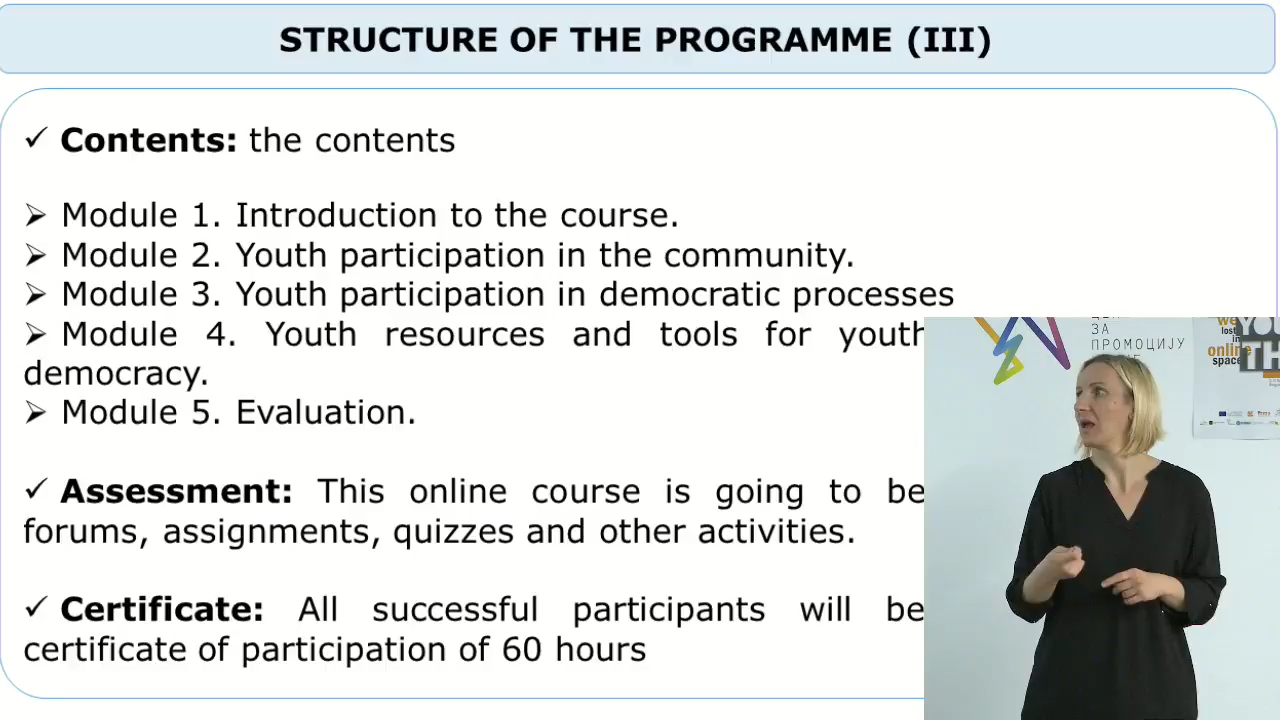 STRUCTURE OF THE PROGRAMME (III)
✓ Contents: the contents
➢ Module 1. Introduction to the course.
➢ Module 2. Youth participation in the community.
➢ Module 3. Youth participation in democratic processes
➢ Module 4. Youth resources and tools for youth
democracy.
➢ Module 5. Evaluation.
✓ Assessment: This online course is going to be
forums, assignments, quizzes and other activities.
✓ Certificate: All successful participants will be
certificate of participation of 60 hours
ЗА
ПРОМОЦИЈУ
we
lost
in
online
space
YOU
TH